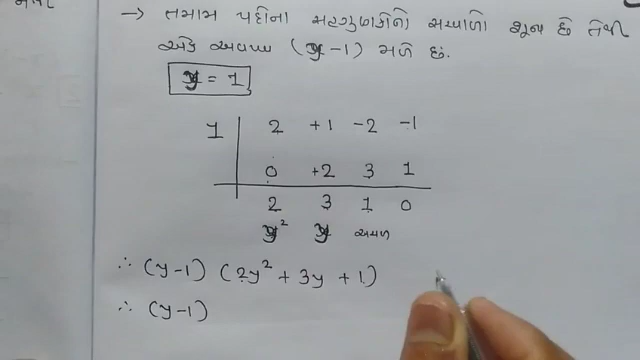 → તમામ પદોના સહગુણકોનો સરવાળો શૂન્ય છે તેથી
એક અવયવ (y - 1) મળે છે.
y = 1
1 2 +1 -2 -1
0 +2 3 1
2 3 1 0
y² y અચળ
∴ (y-1) (2y² + 3y + 1)
∴ (y-1)